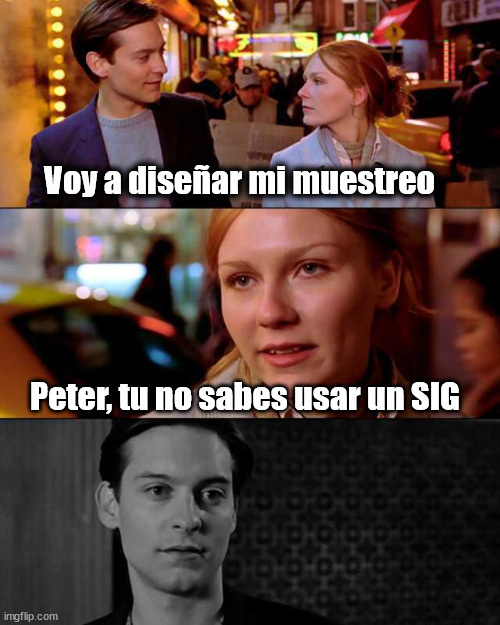 Voy a diseñar mi muestreo
Peter, tu no sabes usar un SIG
imgflip.com